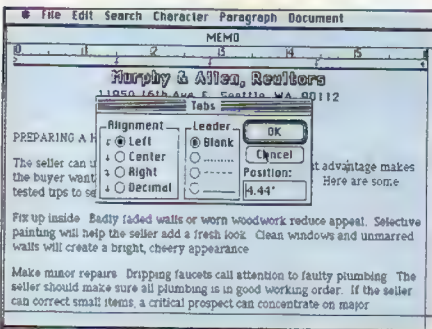 File Edit Search Character Paragraph Document
MEMO
Murphy & Allen, Realtors
11950 16th Ave E. Seattle, WA 98112
Tabs
Alignment
Leader
OK
Left
Blank
Cancel
Center
Right
Position:
Decimal
4.44"
PREPARING A H
The seller can u
t advantage makes
the buyer want
Here are some
tested tips to se
Fix up inside Badly faded walls or worn woodwork reduce appeal. Selective
painting will help the seller add a fresh look Clean windows and unmarred
walls will create a bright, cheery appearance
Make minor repairs Dripping faucets call attention to faulty plumbing The
seller should make sure all plumbing is in good working order. If the seller
can correct small items, a critical prospect can concentrate on major